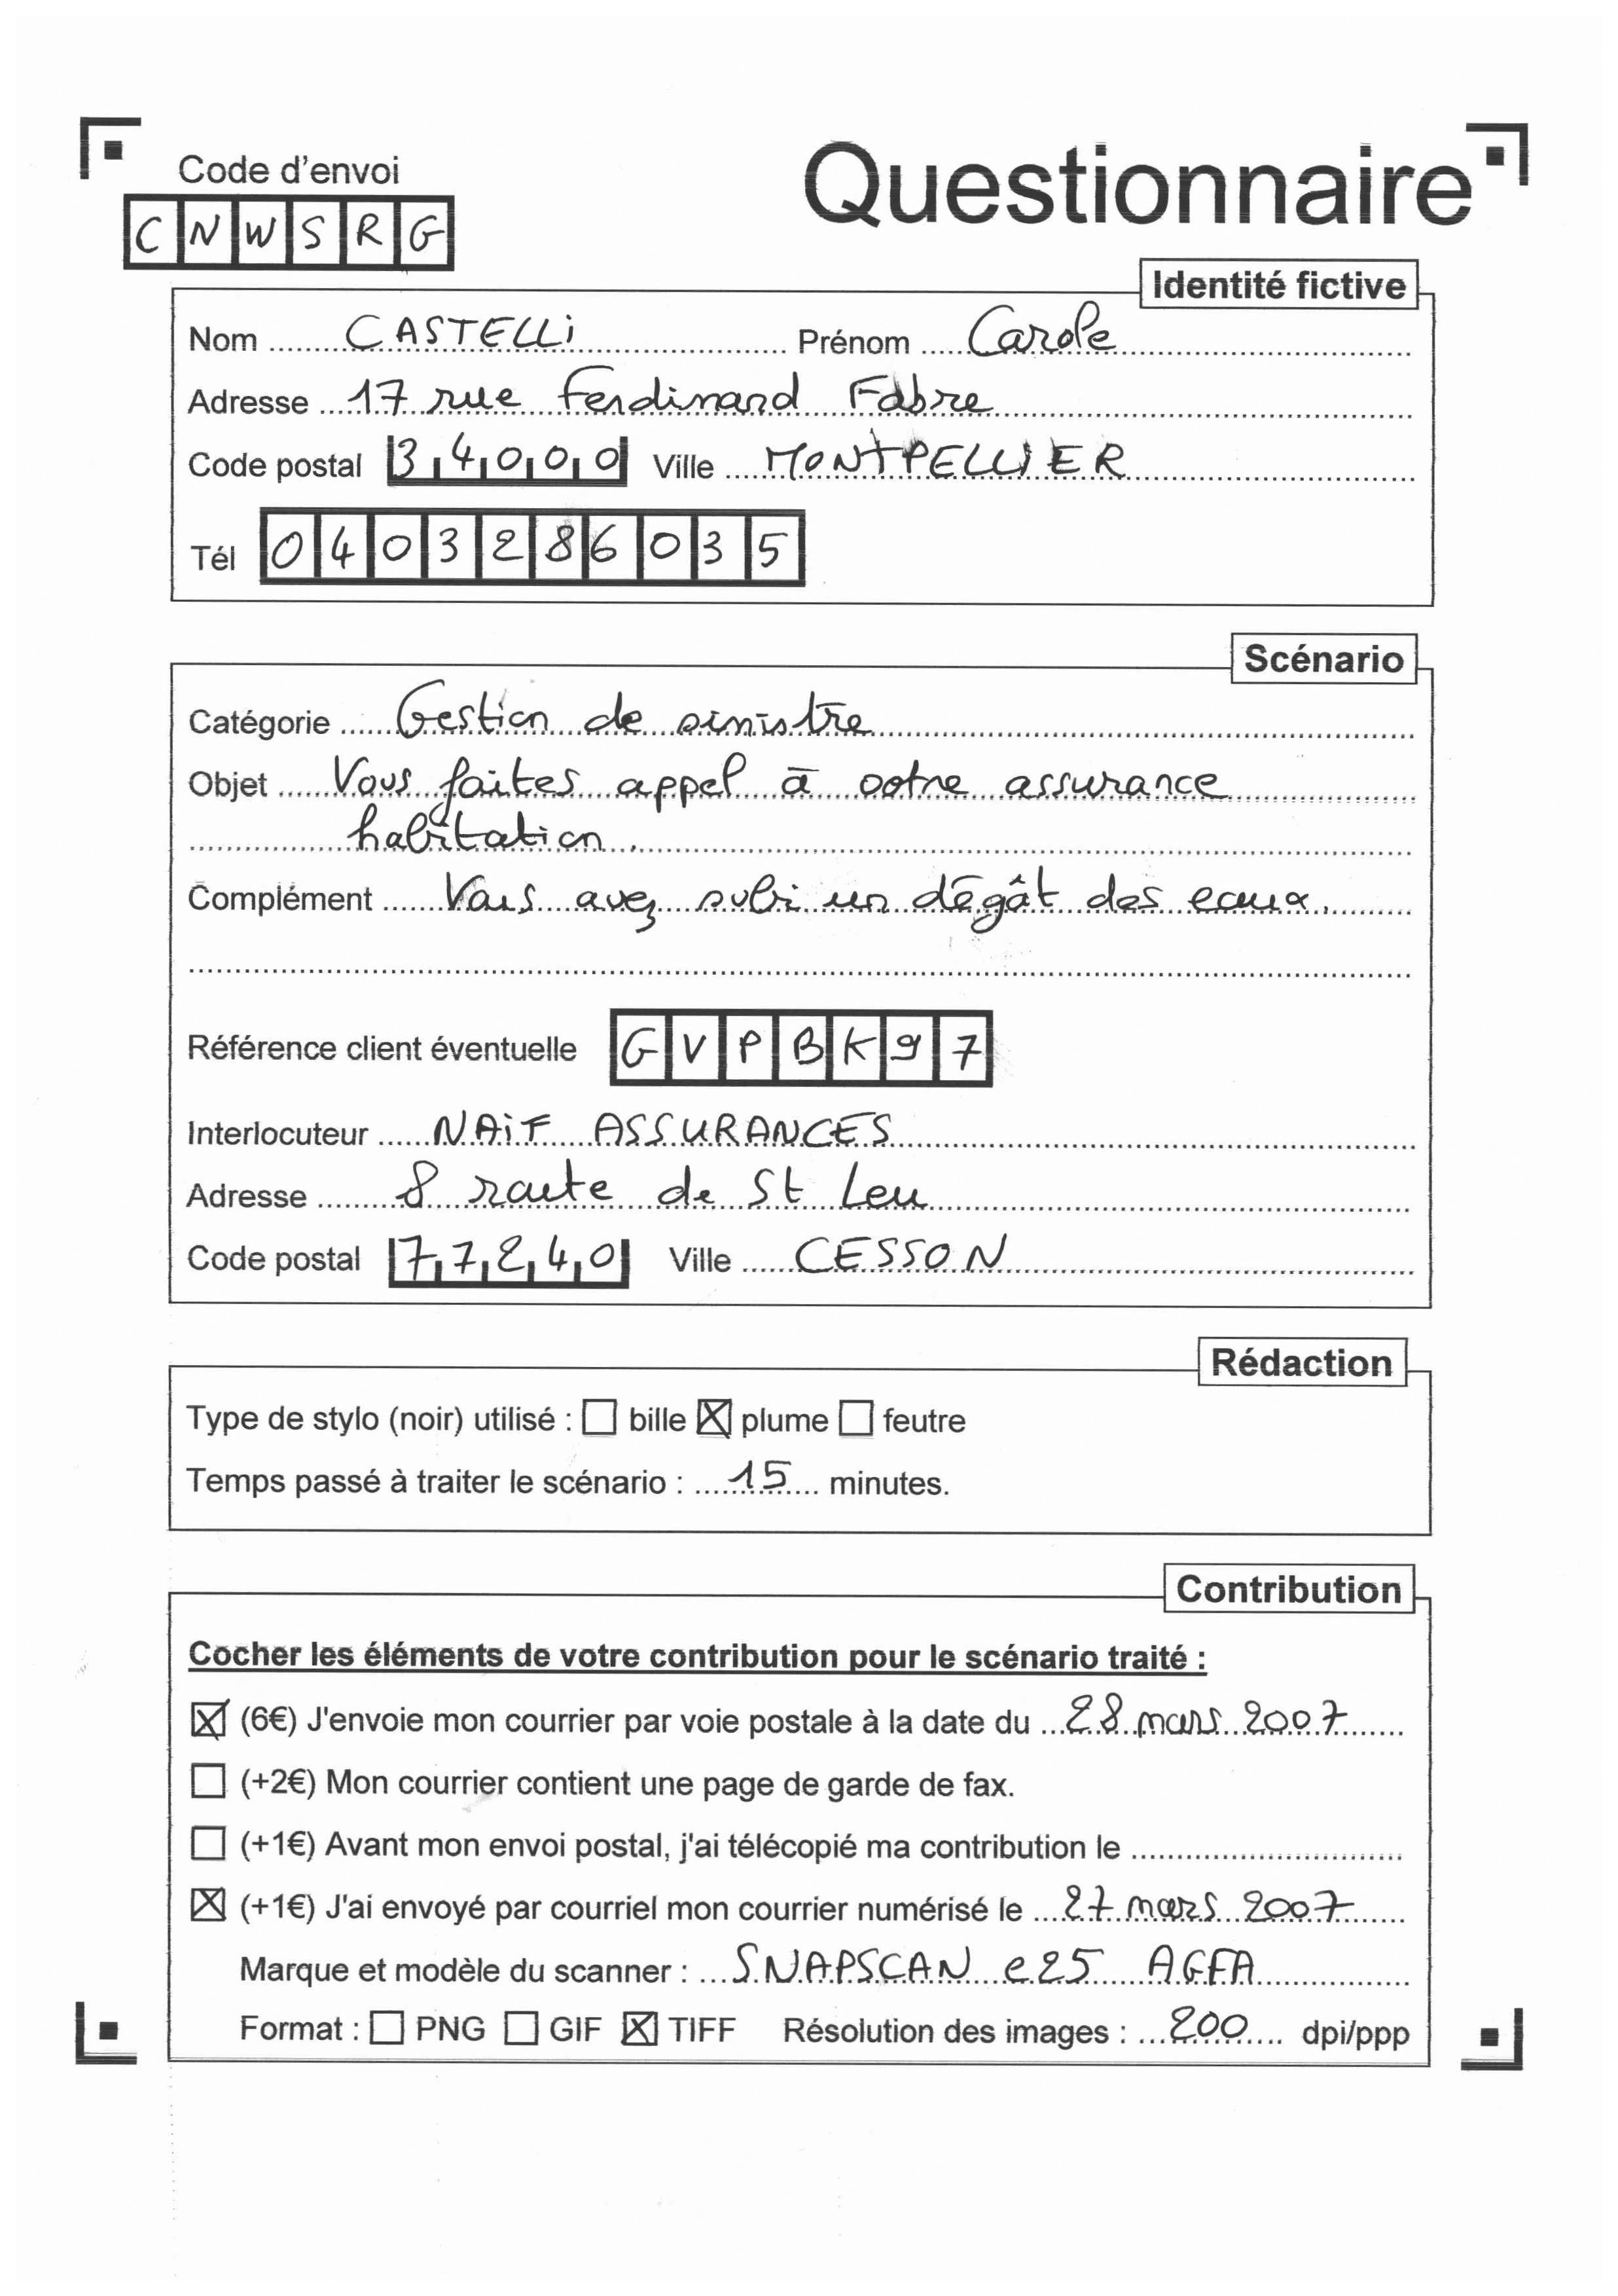 Code d'envoi
Questionnaire
CNWSRG
Identité fictive
Nom CASTELLi Prénom Carole
Adresse 17 rue Ferdinand Fabre
Code postal 34000 Ville MONTPELLIER
Tél 0403286035
Scénario
Catégorie Gestion de sinistre
Objet Vous faites appel à votre assurance
habitation.
Complément Vous avez subi un dégât des eaux.
Référence client éventuelle GVPBK97
Interlocuteur NAiF ASSURANCES
Adresse 8 route de St Leu
Code postal 77240 Ville CESSON
Rédaction
Type de stylo (noir) utilisé : ☐ bille ☒ plume ☐ feutre
Temps passé à traiter le scénario : 15 minutes.
Contribution
Cocher les éléments de votre contribution pour le scénario traité :
☒ (6€) J'envoie mon courrier par voie postale à la date du 28 mars 2007
☐ (+2€) Mon courrier contient une page de garde de fax.
☐ (+1€) Avant mon envoi postal, j'ai télécopié ma contribution le
☒ (+1€) J'ai envoyé par courriel mon courrier numérisé le 27 mars 2007
Marque et modèle du scanner : SNAPSCAN e25 AGFA
Format : ☐ PNG ☐ GIF ☒ TIFF Résolution des images : 200 dpi/ppp